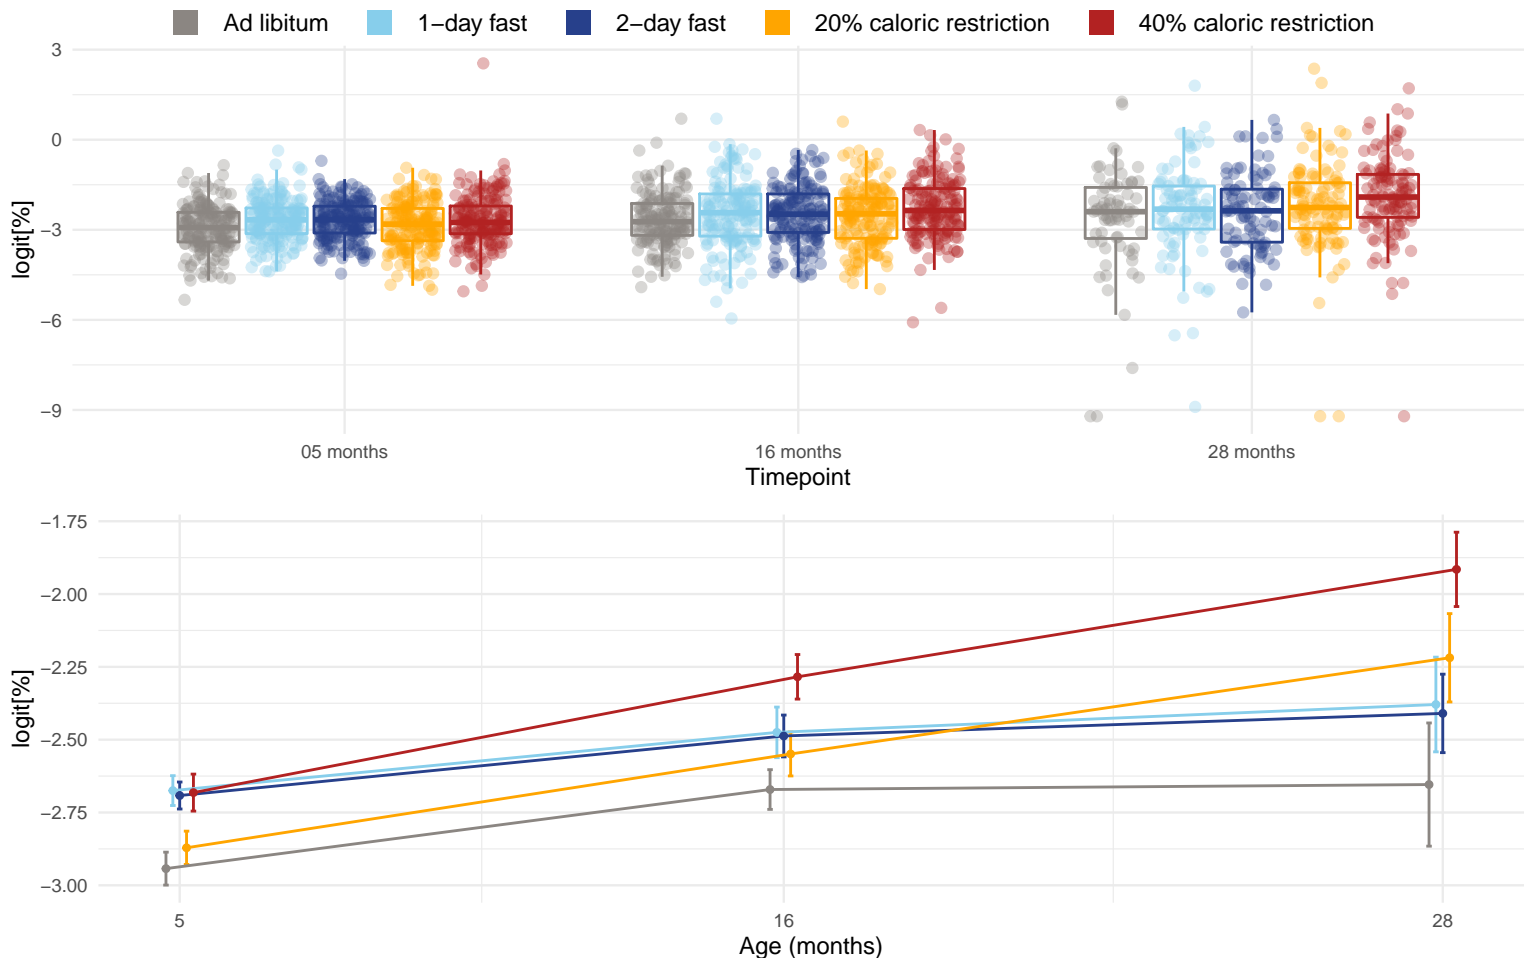 Ad libitum 1−day fast 2−day fast 20% caloric restriction 40% caloric restriction
3
0
−3
−6
−9
logit[%]
05 months 16 months 28 months
Timepoint
−1.75
−2.00
−2.25
−2.50
−2.75
−3.00
logit[%]
5 16 28
Age (months)